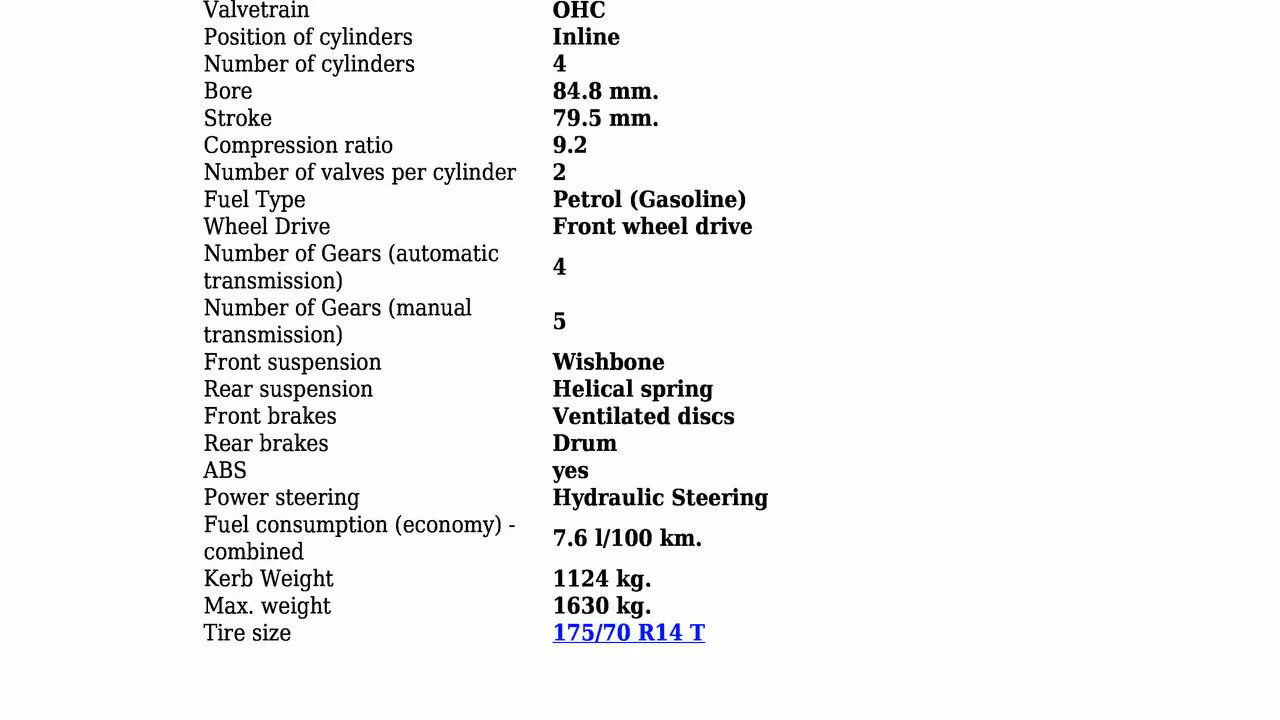 Valvetrain OHC
Position of cylinders Inline
Number of cylinders 4
Bore 84.8 mm.
Stroke 79.5 mm.
Compression ratio 9.2
Number of valves per cylinder 2
Fuel Type Petrol (Gasoline)
Wheel Drive Front wheel drive
Number of Gears (automatic
transmission) 4
Number of Gears (manual
transmission) 5
Front suspension Wishbone
Rear suspension Helical spring
Front brakes Ventilated discs
Rear brakes Drum
ABS yes
Power steering Hydraulic Steering
Fuel consumption (economy) -
combined 7.6 l/100 km.
Kerb Weight 1124 kg.
Max. weight 1630 kg.
Tire size 175/70 R14 T